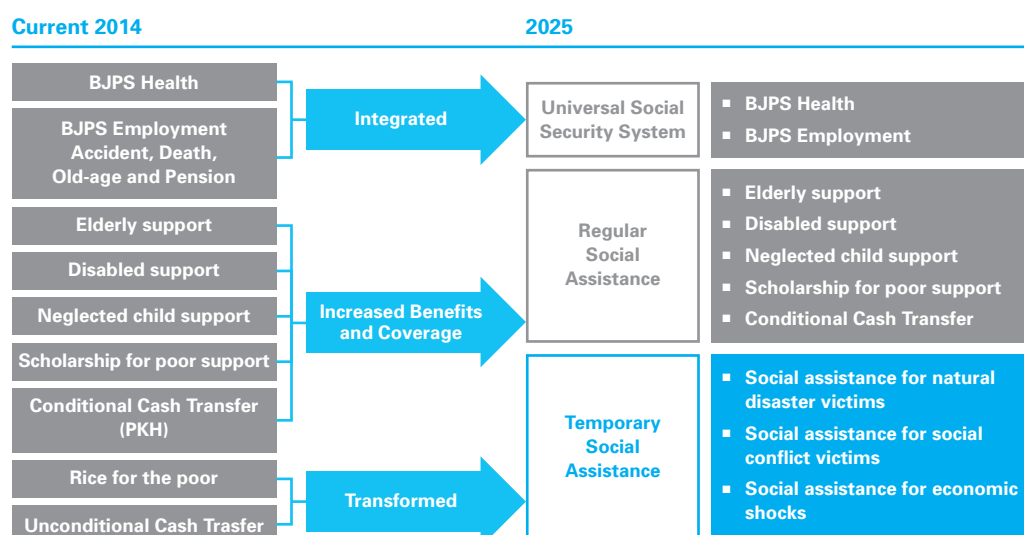 Current 2014
2025
BJPS Health
BJPS Employment
Accident, Death,
Old-age and Pension
Integrated
Universal Social
Security System
▪ BJPS Health
▪ BJPS Employment
Elderly support
Disabled support
Neglected child support
Scholarship for poor support
Conditional Cash Transfer
(PKH)
Increased Benefits
and Coverage
Regular
Social
Assistance
▪ Elderly support
▪ Disabled support
▪ Neglected child support
▪ Scholarship for poor support
▪ Conditional Cash Transfer
Rice for the poor
Unconditional Cash Trasfer
Transformed
Temporary
Social
Assistance
▪ Social assistance for natural
disaster victims
▪ Social assistance for social
conflict victims
▪ Social assistance for economic
shocks